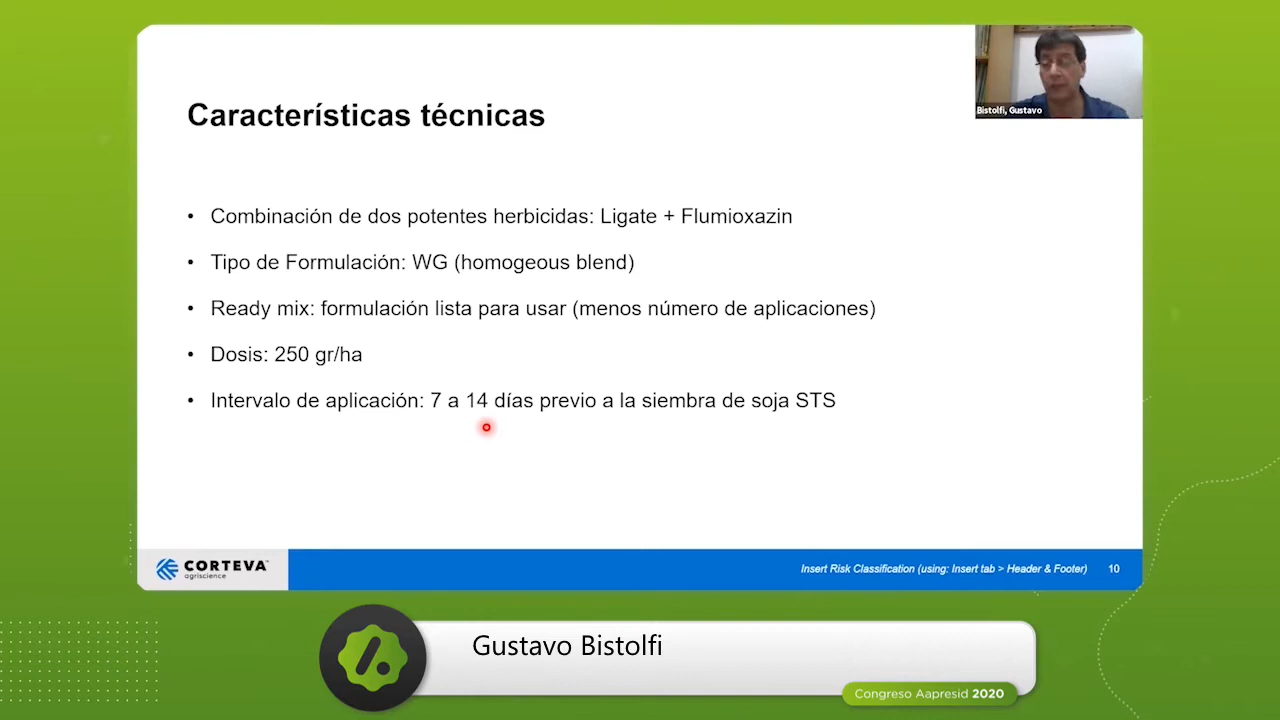 Bistolfi, Gustavo
Características técnicas
• Combinación de dos potentes herbicidas: Ligate + Flumioxazin
• Tipo de Formulación: WG (homogeous blend)
• Ready mix: formulación lista para usar (menos número de aplicaciones)
• Dosis: 250 gr/ha
• Intervalo de aplicación: 7 a 14 días previo a la siembra de soja STS
CORTEVA™
agriscience
Insert Risk Classification (using: Insert tab > Header & Footer) 10
Gustavo Bistolfi
Congreso Aapresid 2020